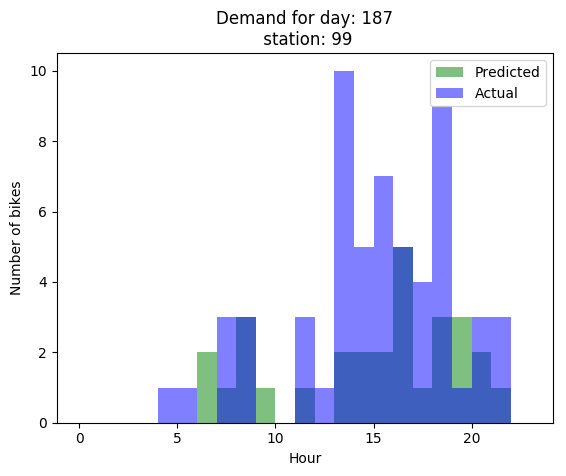 Demand for day: 187
station: 99
Predicted
Actual
Number of bikes
10
8
6
4
2
0
0 5 10 15 20
Hour